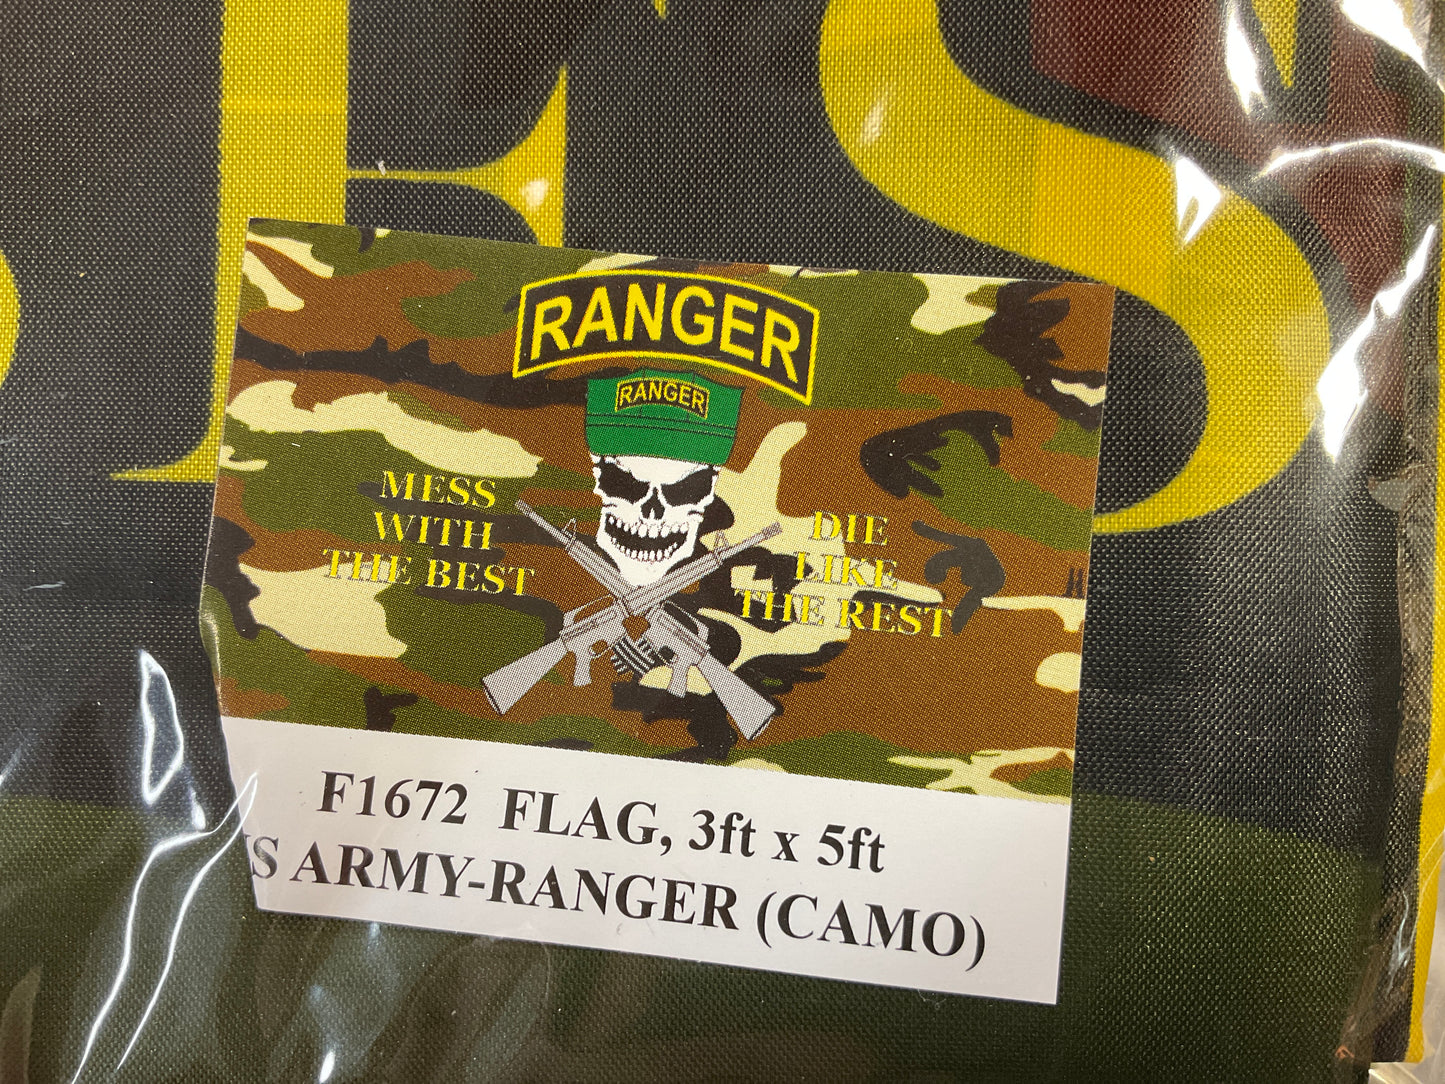 RANGER
RANGER
MESS
WITH
THE BEST
DIE
LIKE
THE REST
F1672 FLAG, 3ft x 5ft
S ARMY-RANGER (CAMO)